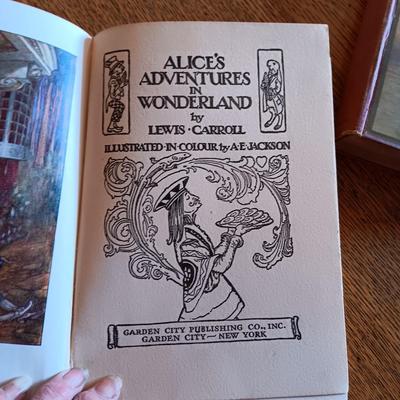 ALICE'S
ADVENTURES
IN
WONDERLAND
by
LEWIS · CARROLL
ILLUSTRATED · IN · COLOUR by A · E · JACKSON
GARDEN CITY PUBLISHING CO., INC.
GARDEN CITY — NEW YORK